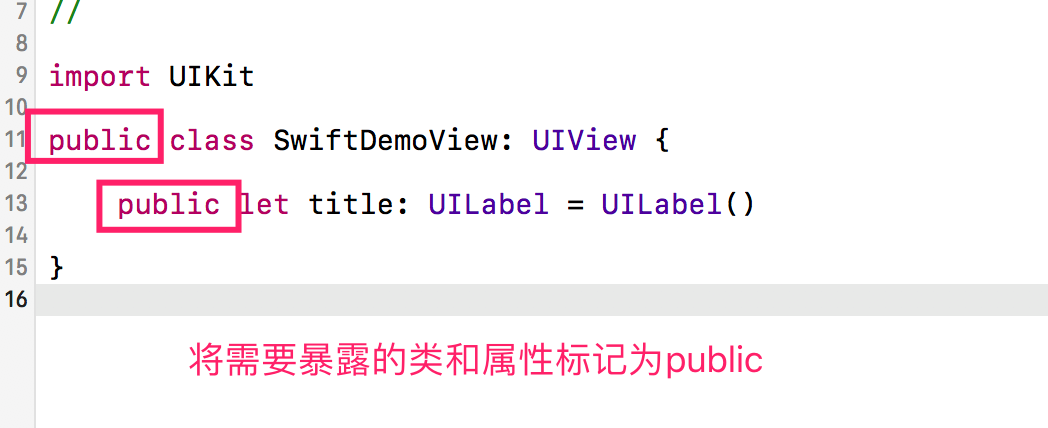 7 //
8
9 import UIKit
10
11 public class SwiftDemoView: UIView {
12
13 public let title: UILabel = UILabel()
14
15 }
16
将需要暴露的类和属性标记为public